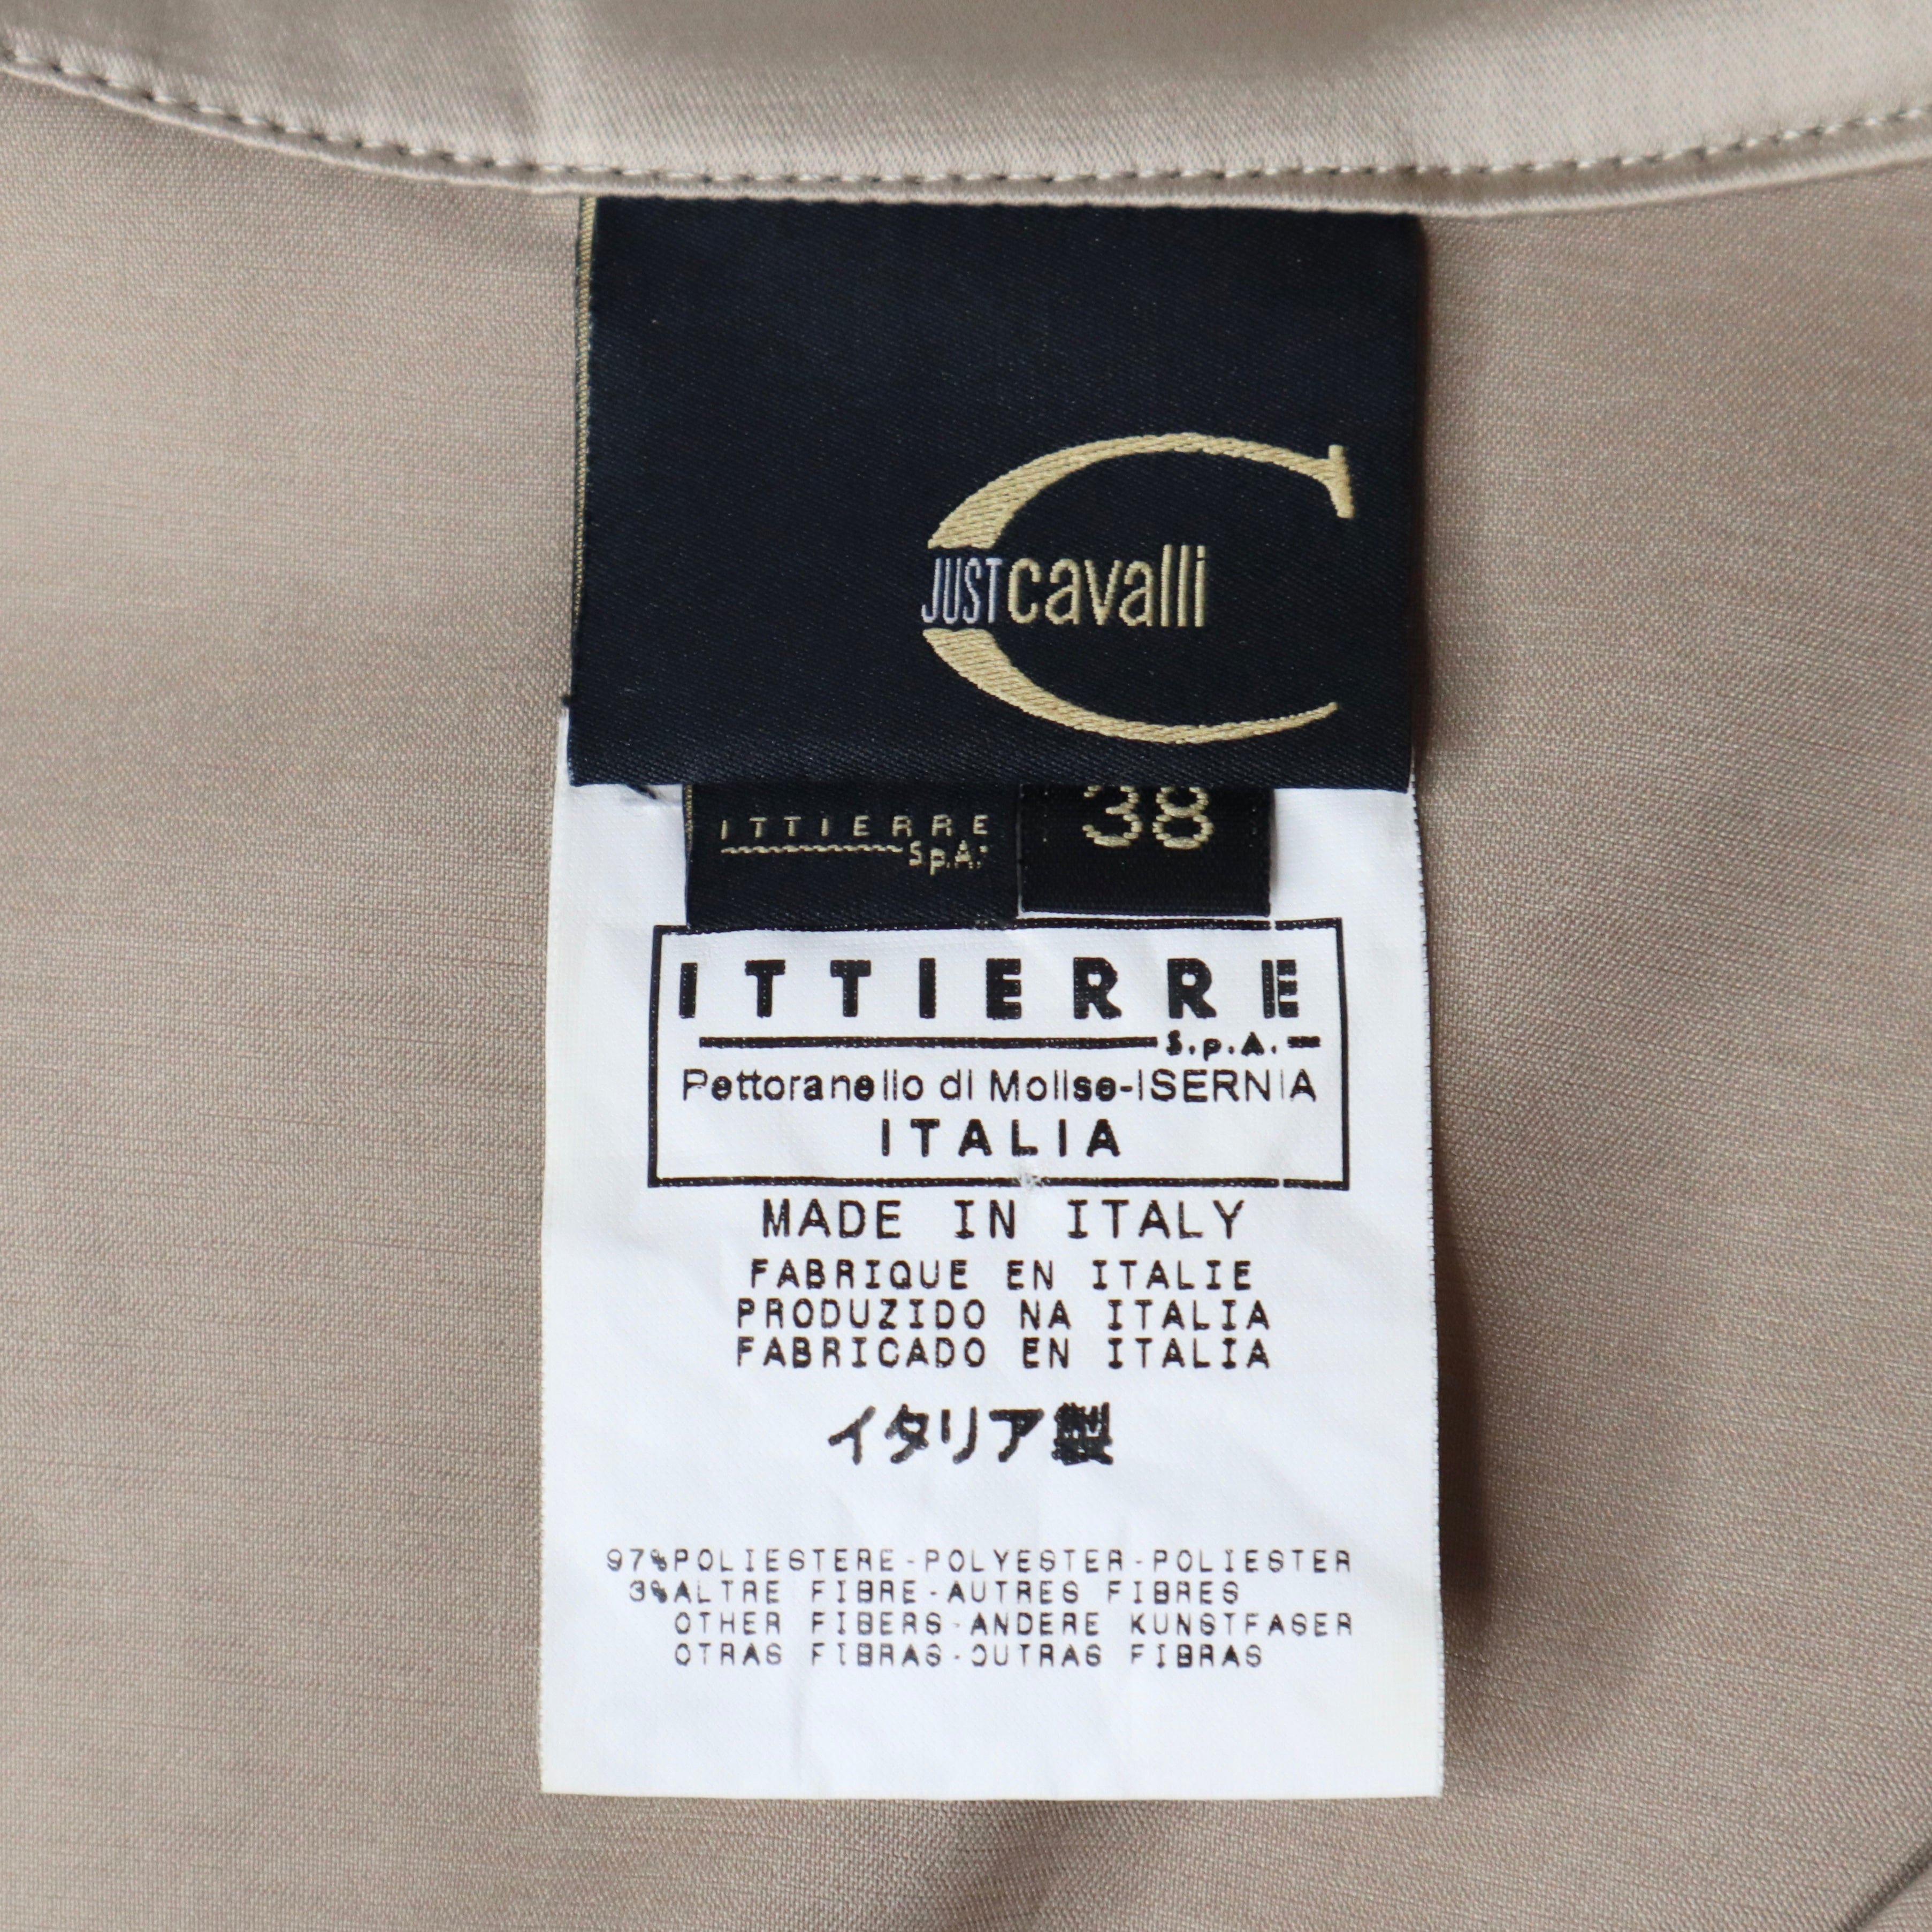 JUST cavalli
ITTIERRE 38
S.p.A.
ITTIERRE
S.p.A.
Pettoranello di Molise-ISERNIA
ITALIA
MADE IN ITALY
FABRIQUE EN ITALIE
PRODUZIDO NA ITALIA
FABRICADO EN ITALIA
イタリア製
97%POLIESTERE-POLYESTER-POLIESTER
3%ALTRE FIBRE-AUTRES FIBRES
OTHER FIBERS-ANDERE KUNSTFASER
OTRAS FIBRAS-OUTRAS FIBRAS